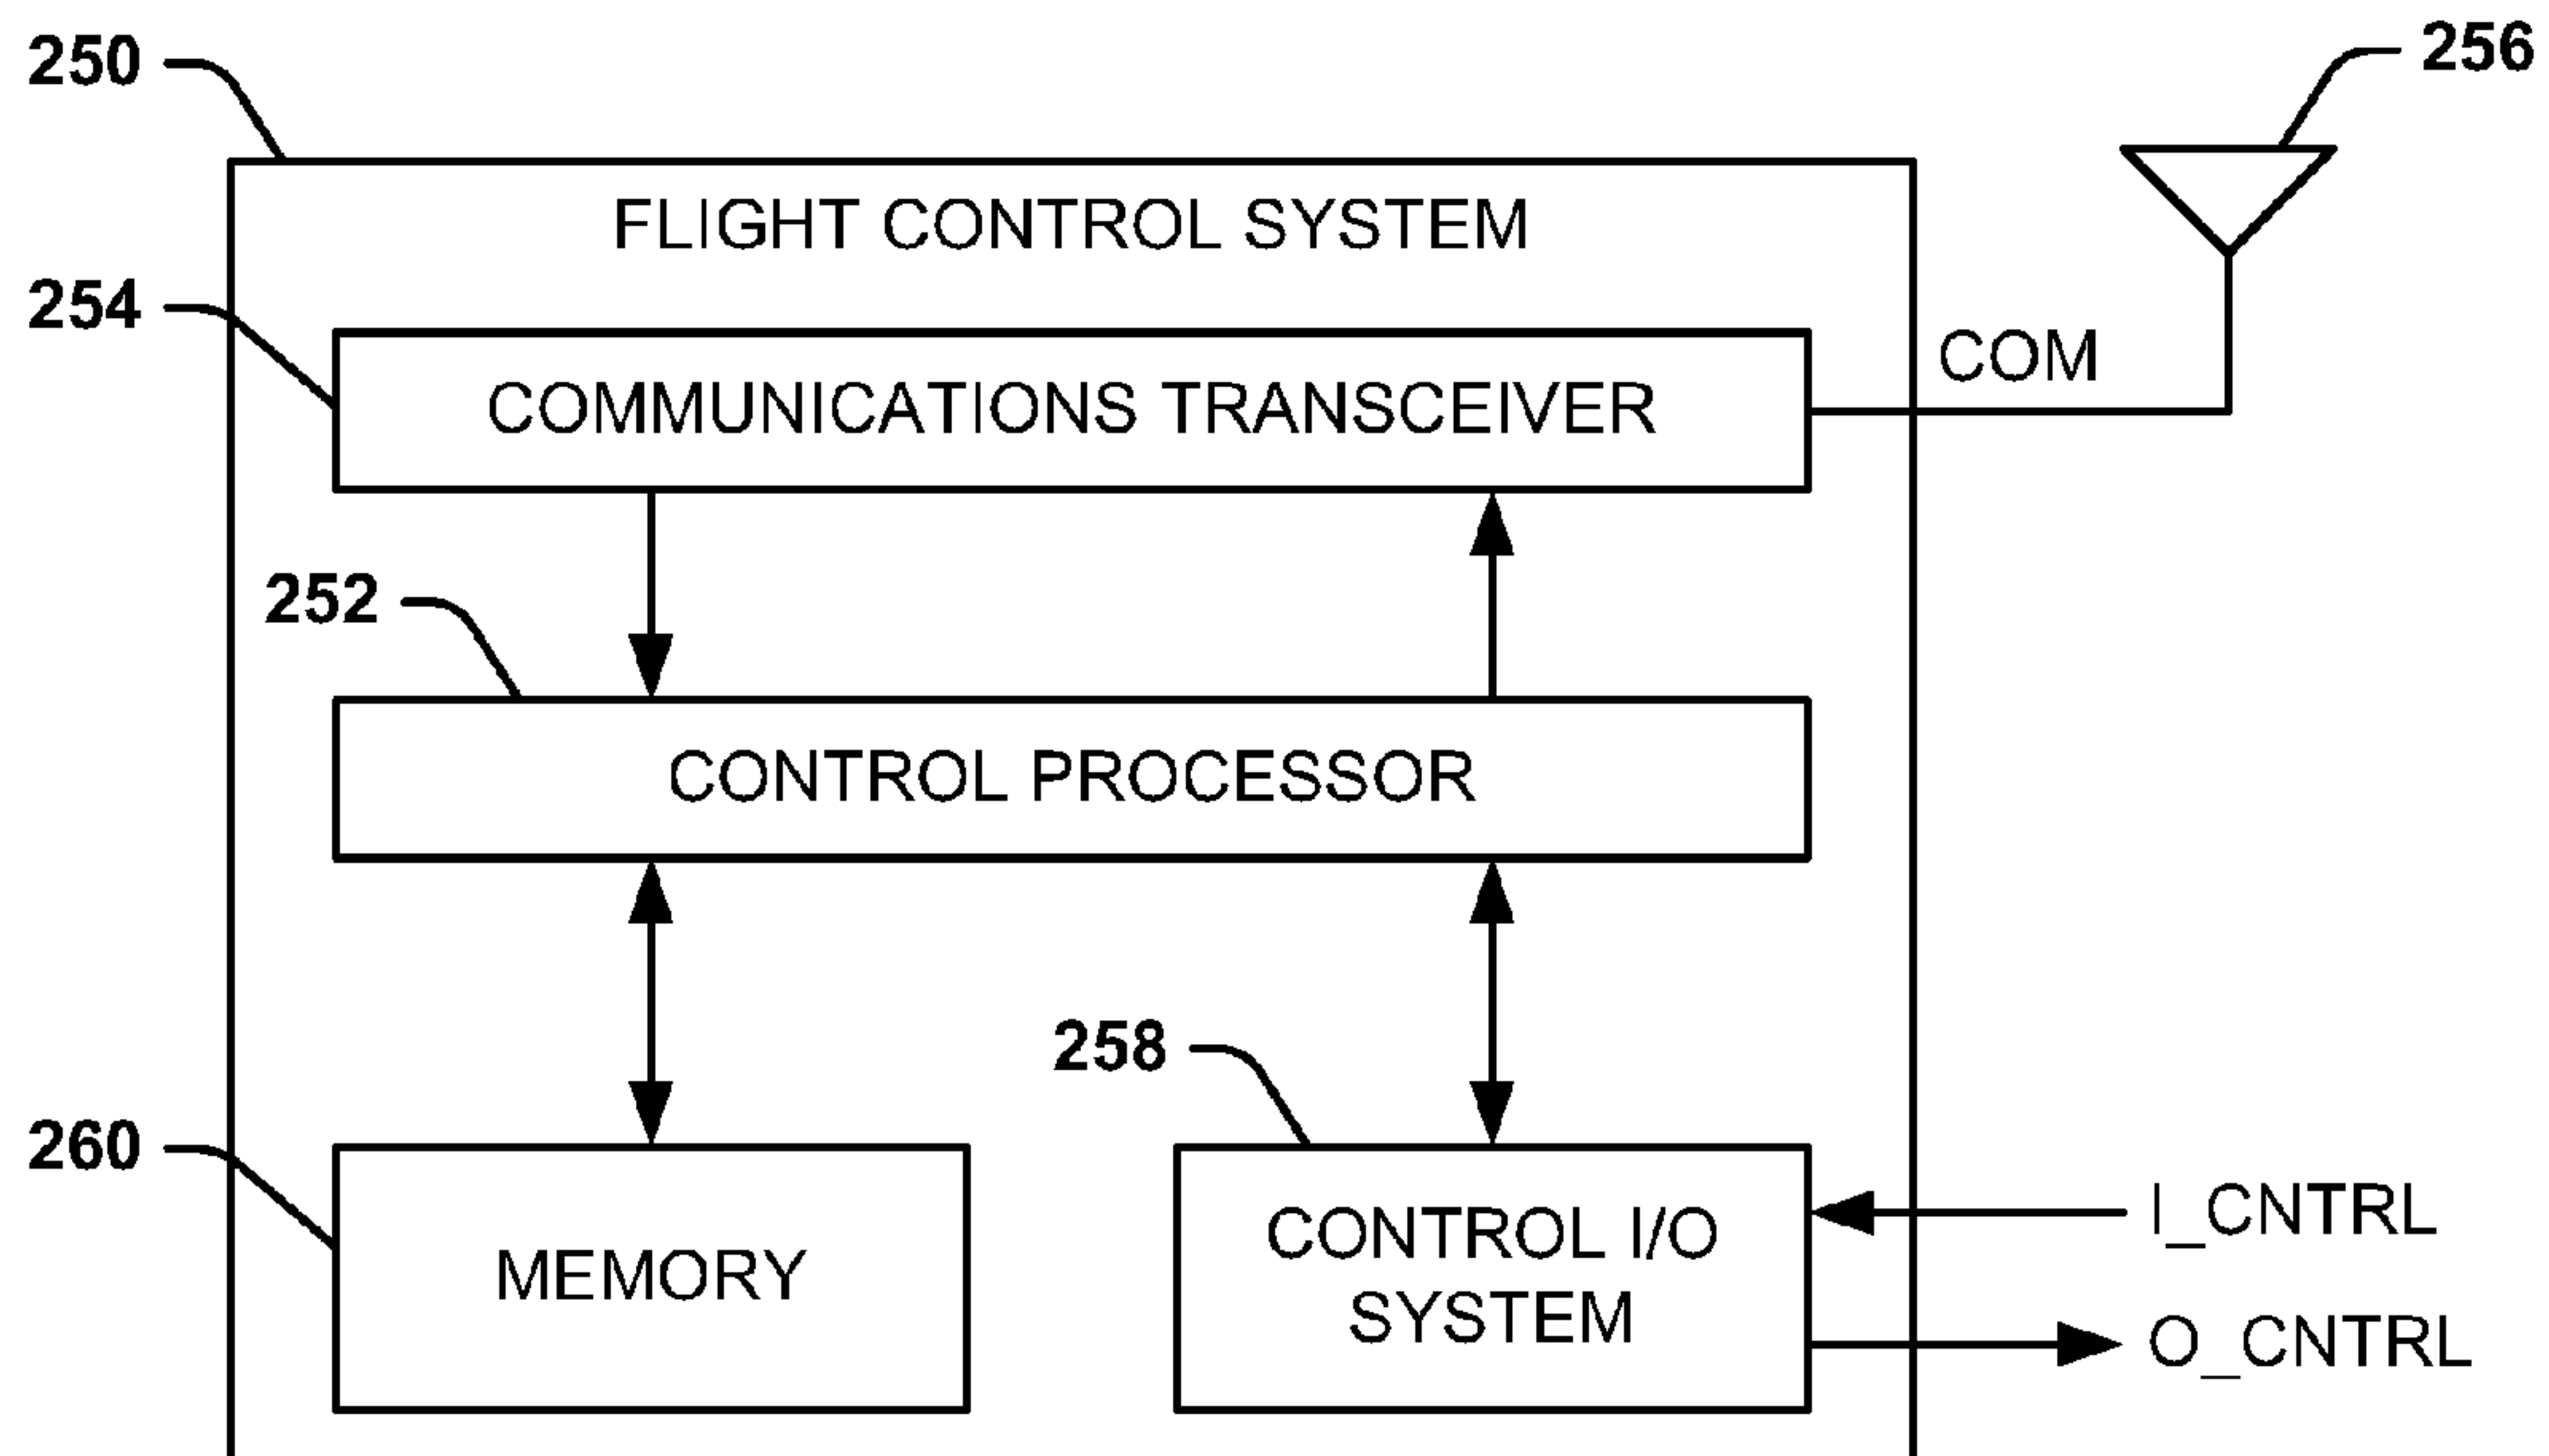 250
256
FLIGHT CONTROL SYSTEM
254
COM
COMMUNICATIONS TRANSCEIVER
252
CONTROL PROCESSOR
258
260
I_CNTRL
CONTROL I/O
SYSTEM
MEMORY
O_CNTRL